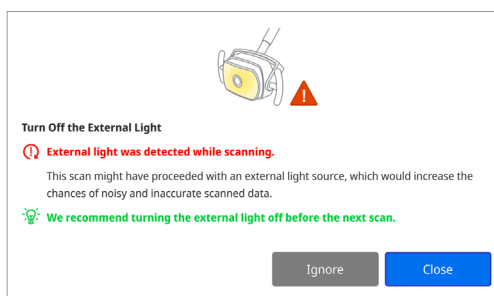 Turn Off the External Light
External light was detected while scanning.
This scan might have proceeded with an external light source, which would increase the
chances of noisy and inaccurate scanned data.
We recommend turning the external light off before the next scan.
Ignore
Close